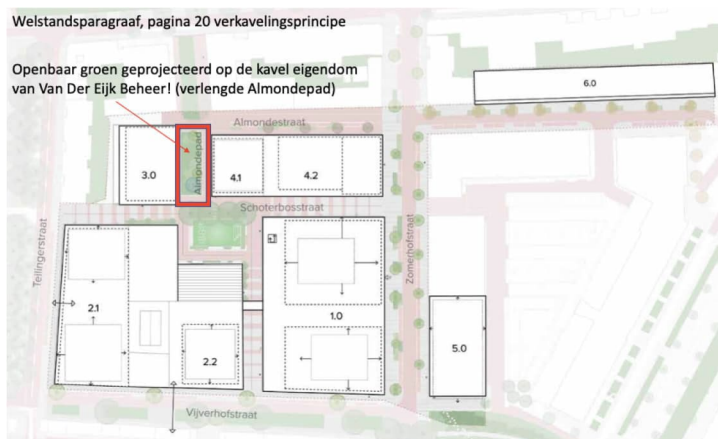 Welstandsparagraaf, pagina 20 verkavelingsprincipe
Openbaar groen geprojecteerd op de kavel eigendom
van Van Der Eijk Beheer! (verlengde Almondepad)
6.0
Almondestraat
Almondepad
3.0
4.1
4.2
Schoterbosstraat
Tellingerstraat
Zomerhofstraat
2.1
1.0
2.2
5.0
Vijverhofstraat